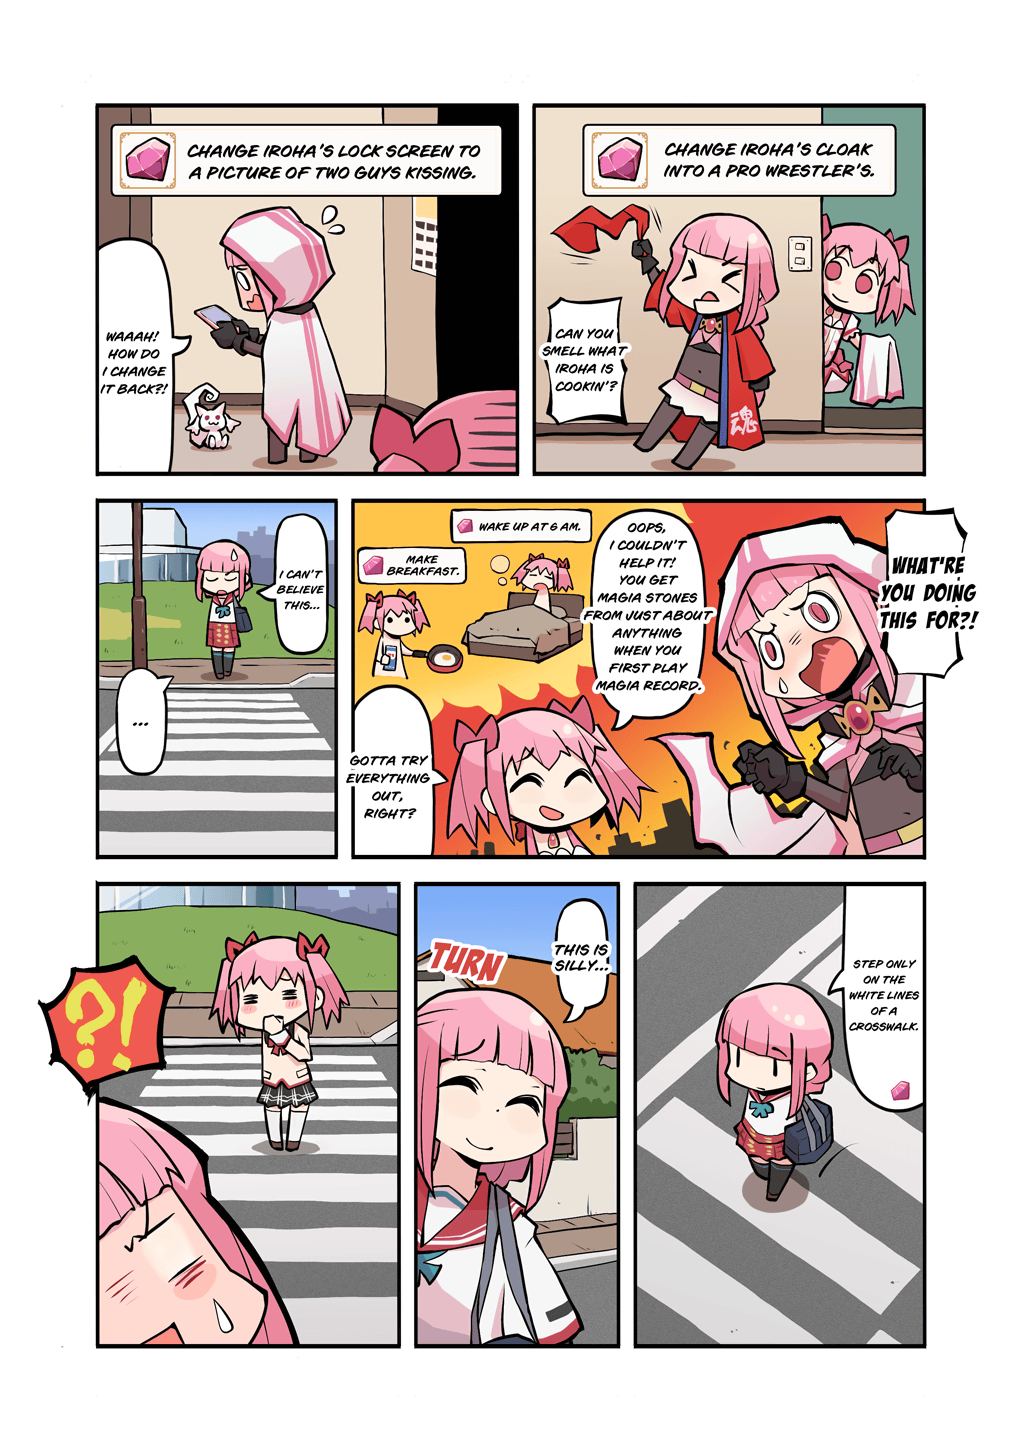 CHANGE IROHA'S LOCK SCREEN TO
A PICTURE OF TWO GUYS KISSING.
WAAAH!
HOW DO
I CHANGE
IT BACK?!
CHANGE IROHA'S CLOAK
INTO A PRO WRESTLER'S.
CAN YOU
SMELL WHAT
IROHA IS
COOKIN'?
魂
I CAN'T
BELIEVE
THIS...
...
WAKE UP AT 6 AM.
MAKE
BREAKFAST.
OOPS,
I COULDN'T
HELP IT!
YOU GET
MAGIA STONES
FROM JUST ABOUT
ANYTHING
WHEN YOU
FIRST PLAY
MAGIA RECORD.
GOTTA TRY
EVERYTHING
OUT,
RIGHT?
WHAT'RE
YOU DOING
THIS FOR?!
?!
TURN
THIS IS
SILLY...
STEP ONLY
ON THE
WHITE LINES
OF A
CROSSWALK.